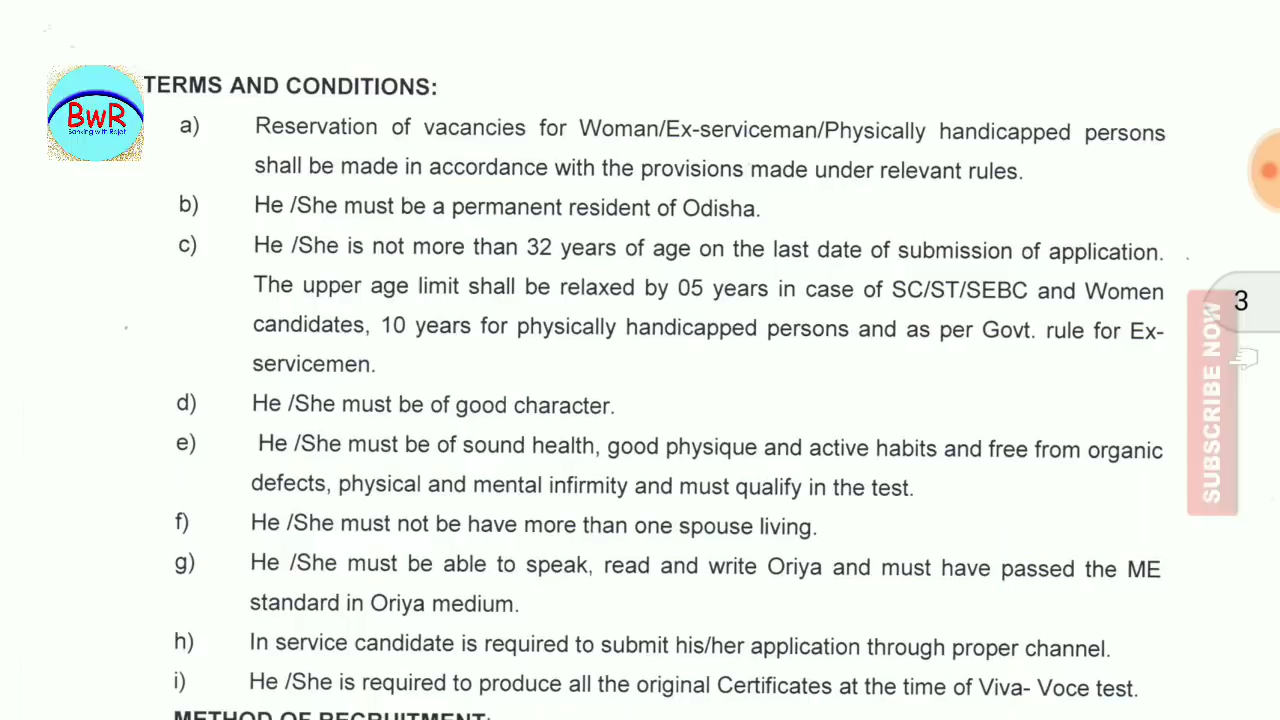 TERMS AND CONDITIONS:
BwR
Banking with Rajat
a) Reservation of vacancies for Woman/Ex-serviceman/Physically handicapped persons
shall be made in accordance with the provisions made under relevant rules.
b) He /She must be a permanent resident of Odisha.
c) He /She is not more than 32 years of age on the last date of submission of application.
The upper age limit shall be relaxed by 05 years in case of SC/ST/SEBC and Women
candidates, 10 years for physically handicapped persons and as per Govt. rule for Ex-
servicemen.
3
SUBSCRIBE NOW
d) He /She must be of good character.
e) He /She must be of sound health, good physique and active habits and free from organic
defects, physical and mental infirmity and must qualify in the test.
f) He /She must not be have more than one spouse living.
g) He /She must be able to speak, read and write Oriya and must have passed the ME
standard in Oriya medium.
h) In service candidate is required to submit his/her application through proper channel.
i) He /She is required to produce all the original Certificates at the time of Viva- Voce test.
METHOD OF RECRUITMENT: